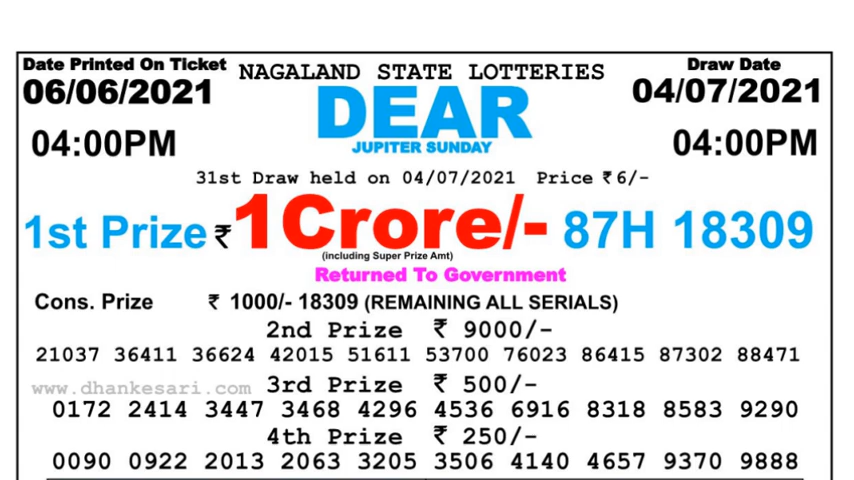 Date Printed On Ticket NAGALAND STATE LOTTERIES Draw Date
06/06/2021 DEAR 04/07/2021
04:00PM JUPITER SUNDAY 04:00PM
31st Draw held on 04/07/2021 Price ₹ 6/-
1st Prize ₹ 1Crore/- 87H 18309
(including Super Prize Amt)
Returned To Government
Cons. Prize ₹ 1000/- 18309 (REMAINING ALL SERIALS)
2nd Prize ₹ 9000/-
21037 36411 36624 42015 51611 53700 76023 86415 87302 88471
www.dhankesari.com 3rd Prize ₹ 500/-
0172 2414 3447 3468 4296 4536 6916 8318 8583 9290
4th Prize ₹ 250/-
0090 0922 2013 2063 3205 3506 4140 4657 9370 9888